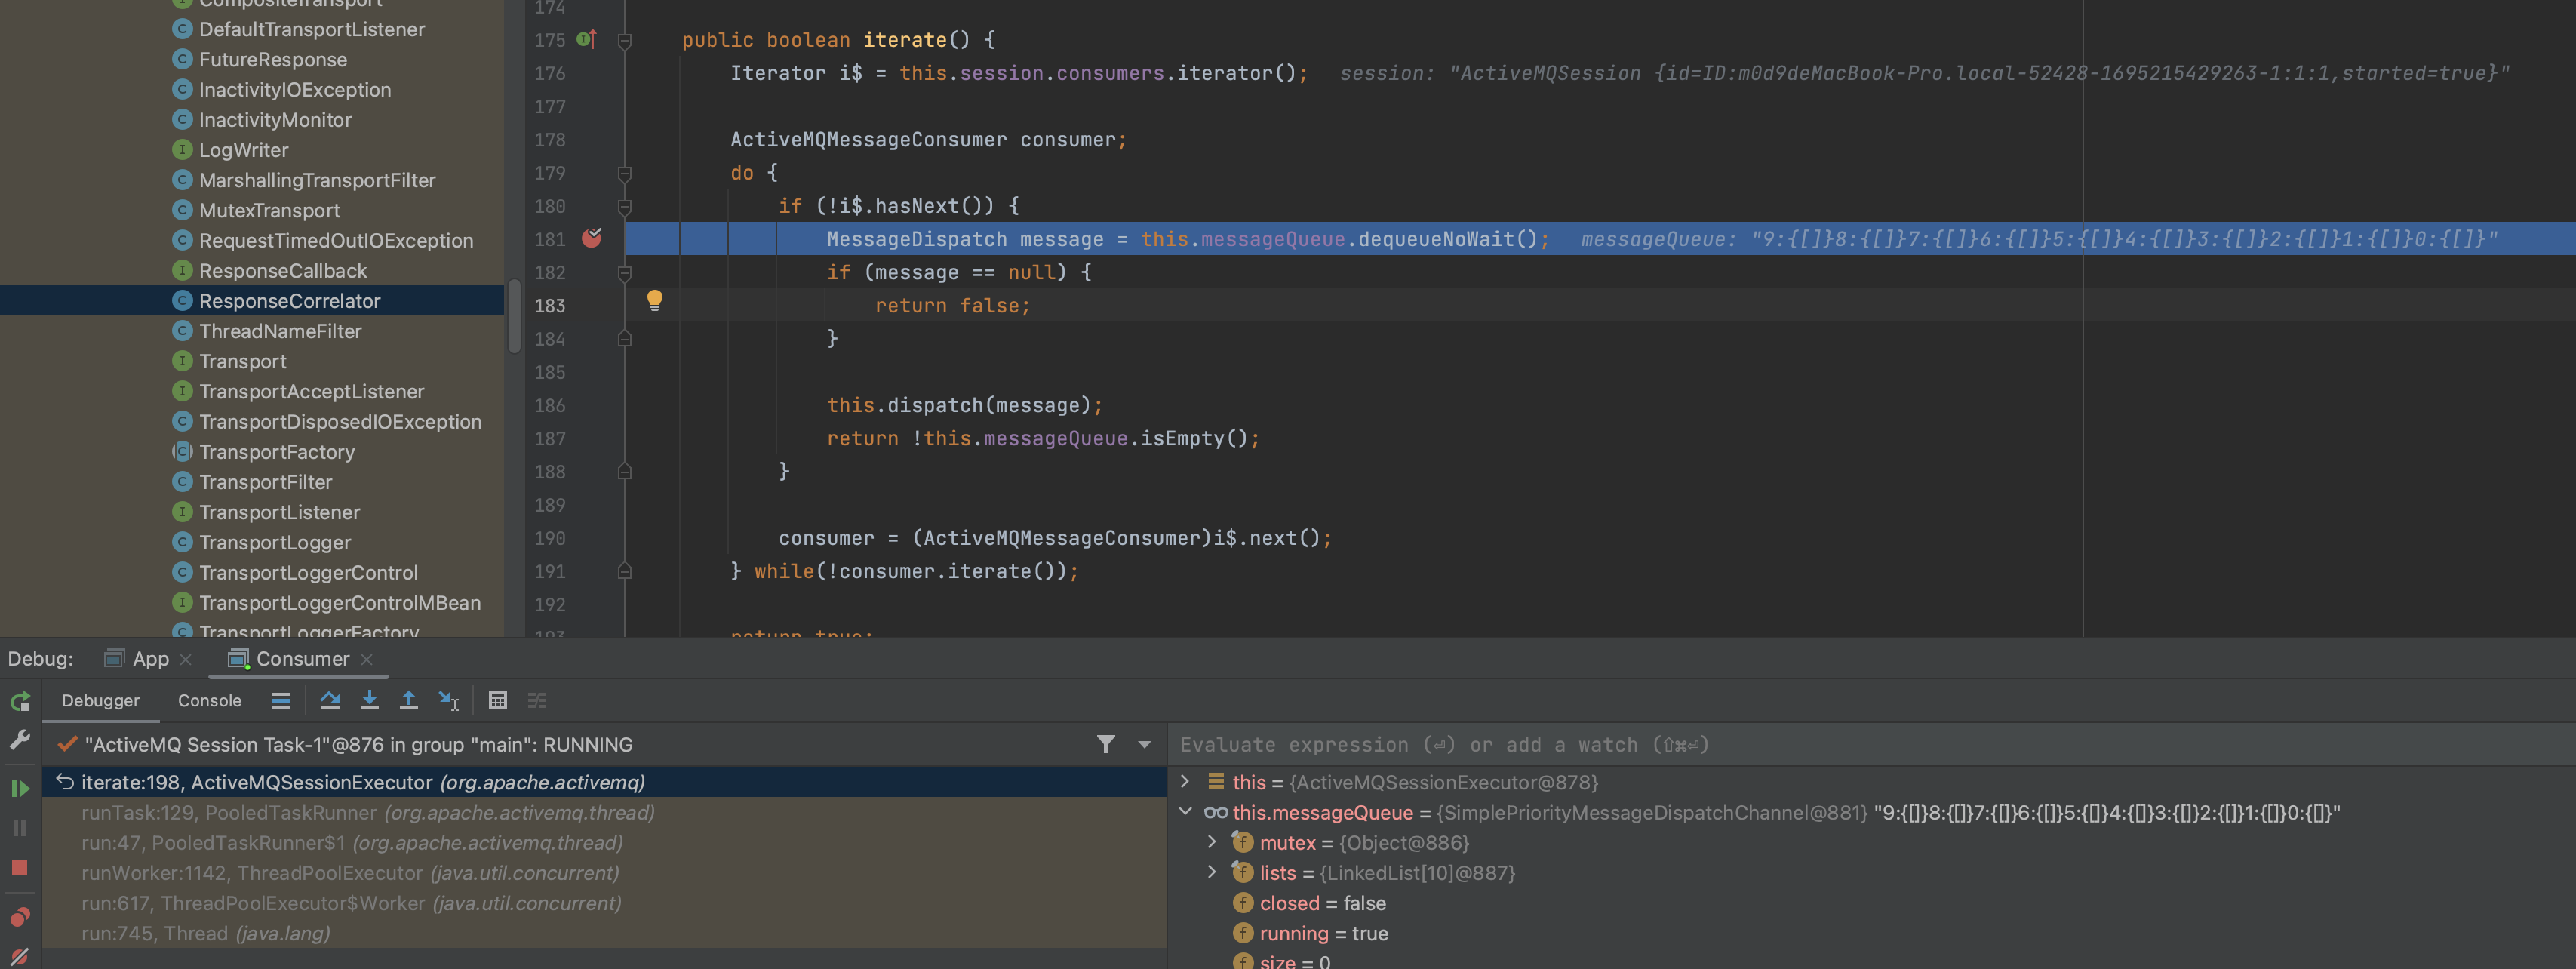 CompositeTransport
DefaultTransportListener
FutureResponse
InactivityIOException
InactivityMonitor
LogWriter
MarshallingTransportFilter
MutexTransport
RequestTimedOutIOException
ResponseCallback
ResponseCorrelator
ThreadNameFilter
Transport
TransportAcceptListener
TransportDisposedIOException
TransportFactory
TransportFilter
TransportListener
TransportLogger
TransportLoggerControl
TransportLoggerControlMBean
TransportLoggerFactory
174
175 public boolean iterate() {
176 Iterator i$ = this.session.consumers.iterator(); session: "ActiveMQSession {id=ID:m0d9deMacBook-Pro.local-52428-1695215429263-1:1:1,started=true}"
177
178 ActiveMQMessageConsumer consumer;
179 do {
180 if (!i$.hasNext()) {
181 MessageDispatch message = this.messageQueue.dequeueNoWait(); messageQueue: "9:{[]}8:{[]}7:{[]}6:{[]}5:{[]}4:{[]}3:{[]}2:{[]}1:{[]}0:{[]}"
182 if (message == null) {
183 return false;
184 }
185
186 this.dispatch(message);
187 return !this.messageQueue.isEmpty();
188 }
189
190 consumer = (ActiveMQMessageConsumer)i$.next();
191 } while(!consumer.iterate());
192
193 return true;
Debug: App Consumer
Debugger Console
"ActiveMQ Session Task-1"@876 in group "main": RUNNING
iterate:198, ActiveMQSessionExecutor (org.apache.activemq)
runTask:129, PooledTaskRunner (org.apache.activemq.thread)
run:47, PooledTaskRunner$1 (org.apache.activemq.thread)
runWorker:1142, ThreadPoolExecutor (java.util.concurrent)
run:617, ThreadPoolExecutor$Worker (java.util.concurrent)
run:745, Thread (java.lang)
Evaluate expression (⏎) or add a watch (⇧⌘⏎)
this = {ActiveMQSessionExecutor@878}
this.messageQueue = {SimplePriorityMessageDispatchChannel@881} "9:{[]}8:{[]}7:{[]}6:{[]}5:{[]}4:{[]}3:{[]}2:{[]}1:{[]}0:{[]}"
mutex = {Object@886}
lists = {LinkedList[10]@887}
closed = false
running = true
size = 0